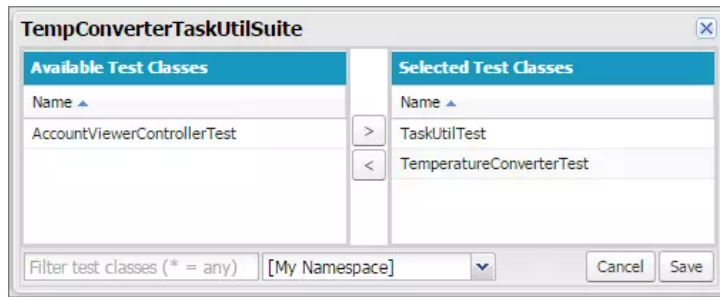 TempConverterTaskUtilSuite
Available Test Classes
Name
AccountViewerControllerTest
>
<
Selected Test Classes
Name
TaskUtilTest
TemperatureConverterTest
Filter test classes (* = any) [My Namespace] Cancel Save